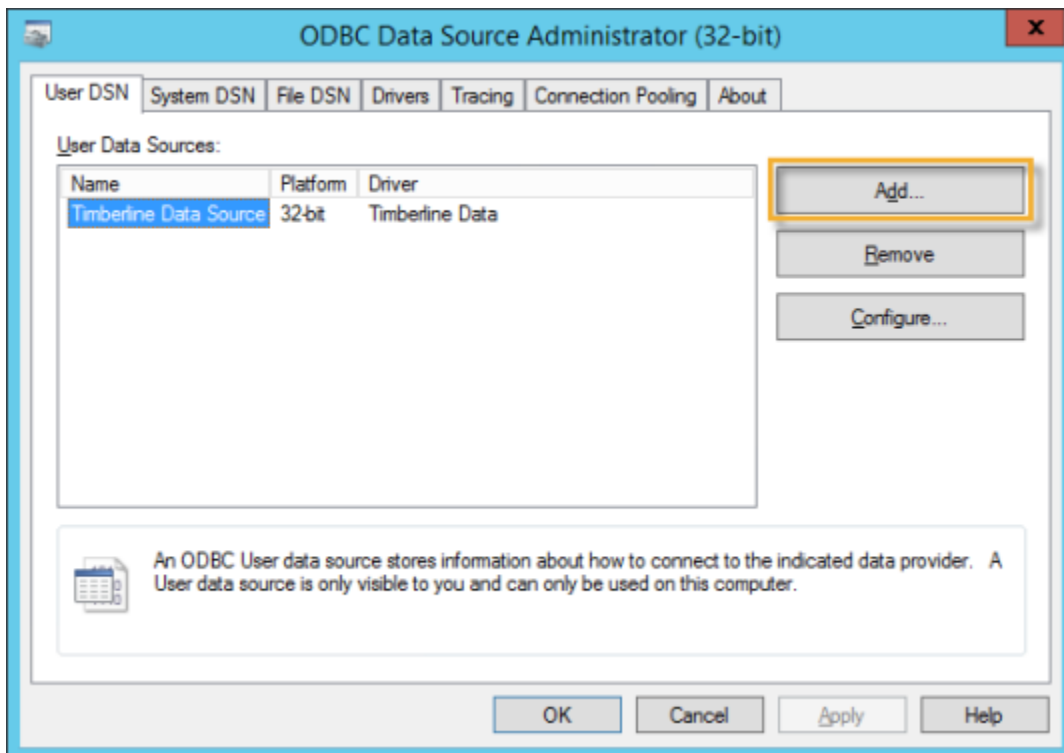 ODBC Data Source Administrator (32-bit)
x
User DSN System DSN File DSN Drivers Tracing Connection Pooling About
User Data Sources:
Name Platform Driver
Timberline Data Source 32-bit Timberline Data
Add...
Remove
Configure...
An ODBC User data source stores information about how to connect to the indicated data provider. A
User data source is only visible to you and can only be used on this computer.
OK Cancel Apply Help